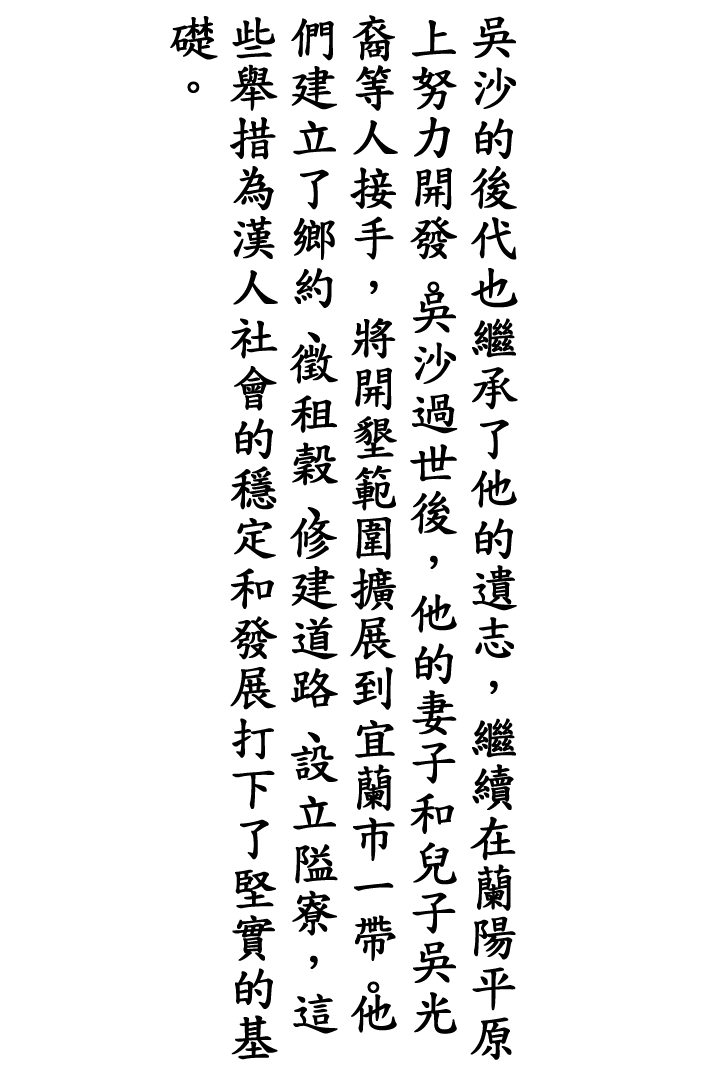 吳沙的後代也繼承了他的遺志，繼續在蘭陽平原
上努力開發。吳沙過世後，他的妻子和兒子吳光
裔等人接手，將開墾範圍擴展到宜蘭市一帶。他
們建立了鄉約、徵租穀、修建道路、設立隘寮，這
些舉措為漢人社會的穩定和發展打下了堅實的基
礎。